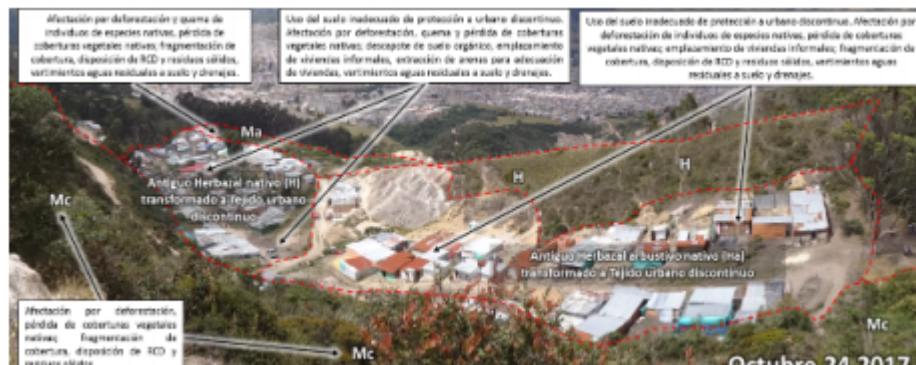 Afectación por deforestación y quema de
individuos de especies nativas, pérdida de
coberturas vegetales nativas; fragmentación de
cobertura, disposición de RCD y residuos sólidos,
vertimientos aguas residuales a suelo y drenajes.
Uso del suelo inadecuado de protección a urbano discontinuo.
Afectación por deforestación, quema y pérdida de coberturas
vegetales nativas; descapote de suelo orgánico, emplazamiento
de viviendas informales, extracción de arenas para adecuación
de viviendas, vertimientos aguas residuales a suelo y drenajes.
Uso del suelo inadecuado de protección a urbano discontinuo. Afectación por
deforestación de individuos de especies nativas, pérdida de coberturas
vegetales nativas; emplazamiento de viviendas informales; fragmentación de
cobertura, disposición de RCD y residuos sólidos, vertimientos aguas
residuales a suelo y drenajes.
Ma
H
H
Antiguo Herbazal nativo (H)
transformado a Tejido urbano
discontinuo
Mc
Antiguo Herbazal arbustivo nativo (Ha)
transformado a Tejido urbano discontinuo
Afectación por deforestación,
pérdida de coberturas vegetales
nativas; fragmentación de
cobertura, disposición de RCD y
residuos sólidos
Mc
Mc
Octubre 24 2017